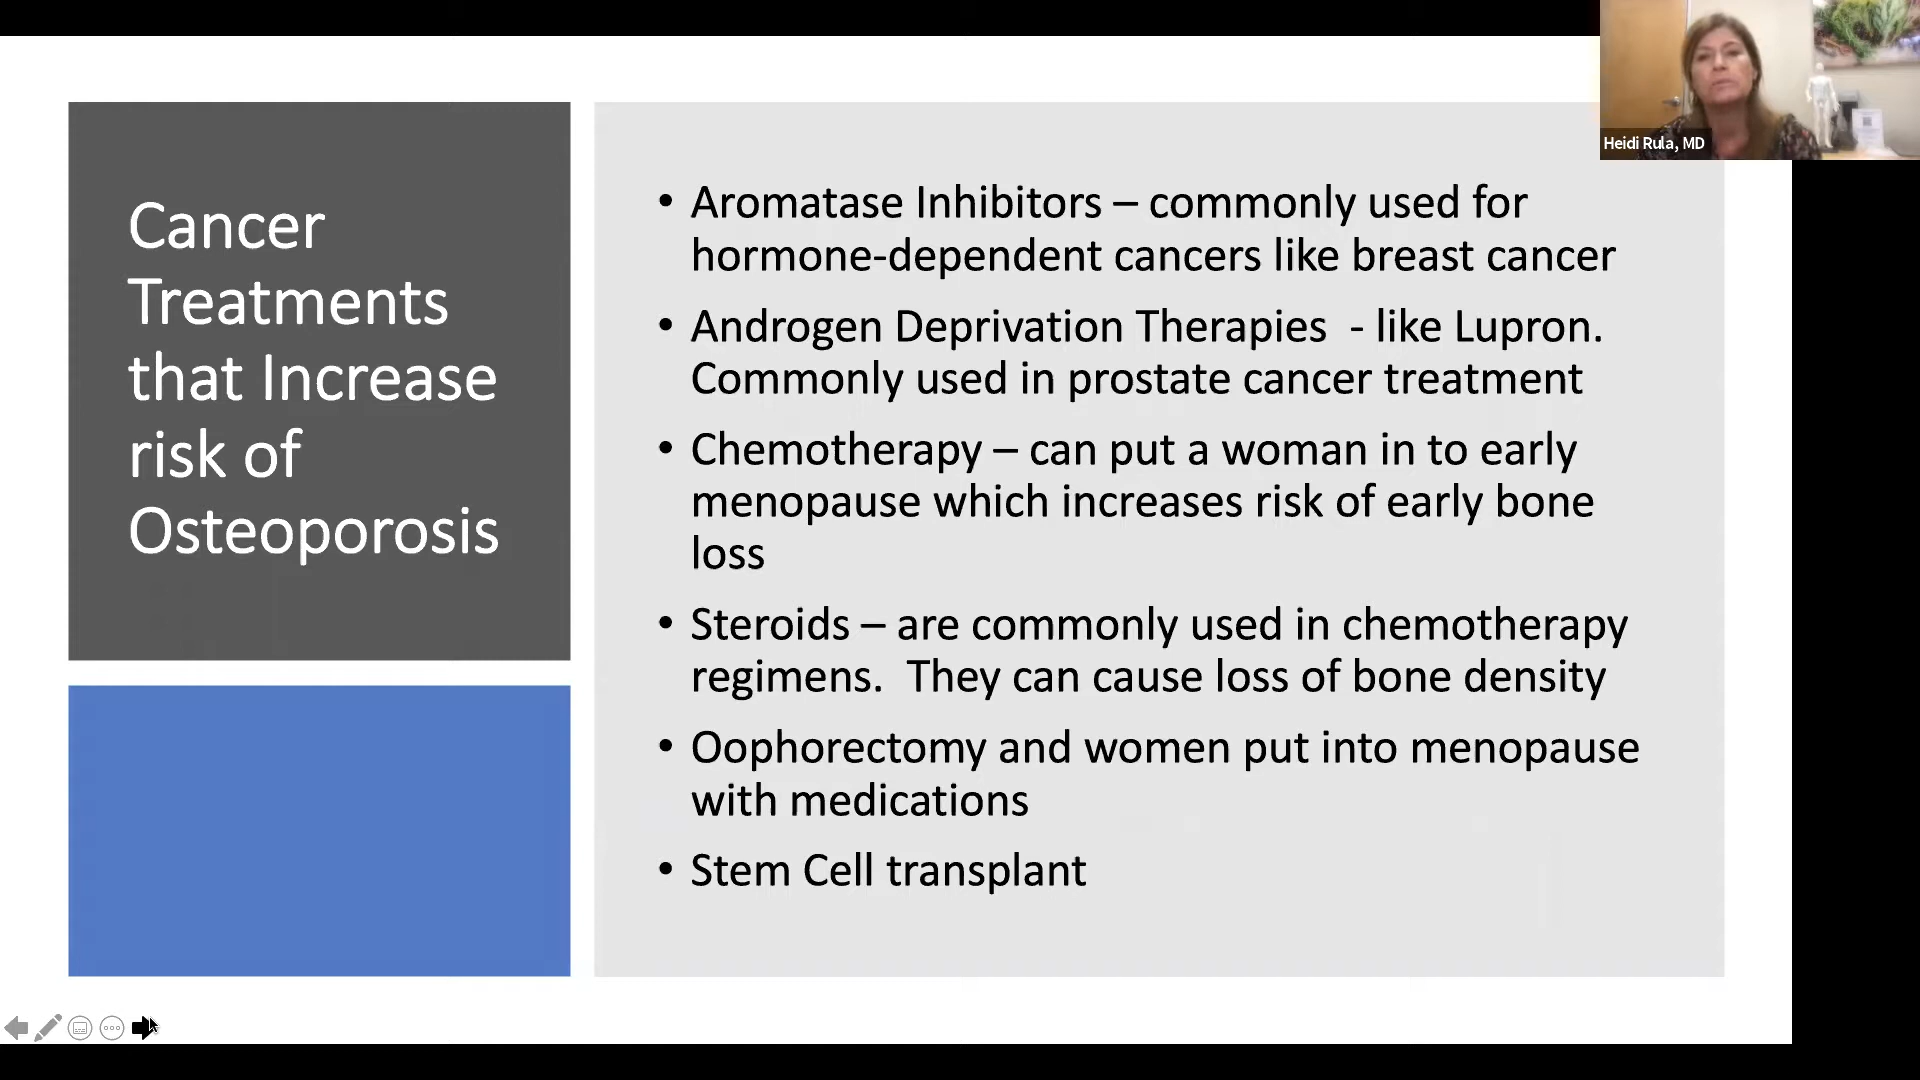 Cancer
Treatments
that Increase
risk of
Osteoporosis
• Aromatase Inhibitors – commonly used for
hormone-dependent cancers like breast cancer
• Androgen Deprivation Therapies  - like Lupron.
Commonly used in prostate cancer treatment
• Chemotherapy – can put a woman in to early
menopause which increases risk of early bone
loss
• Steroids – are commonly used in chemotherapy
regimens.  They can cause loss of bone density
• Oophorectomy and women put into menopause
with medications
• Stem Cell transplant
Heidi Rula, MD